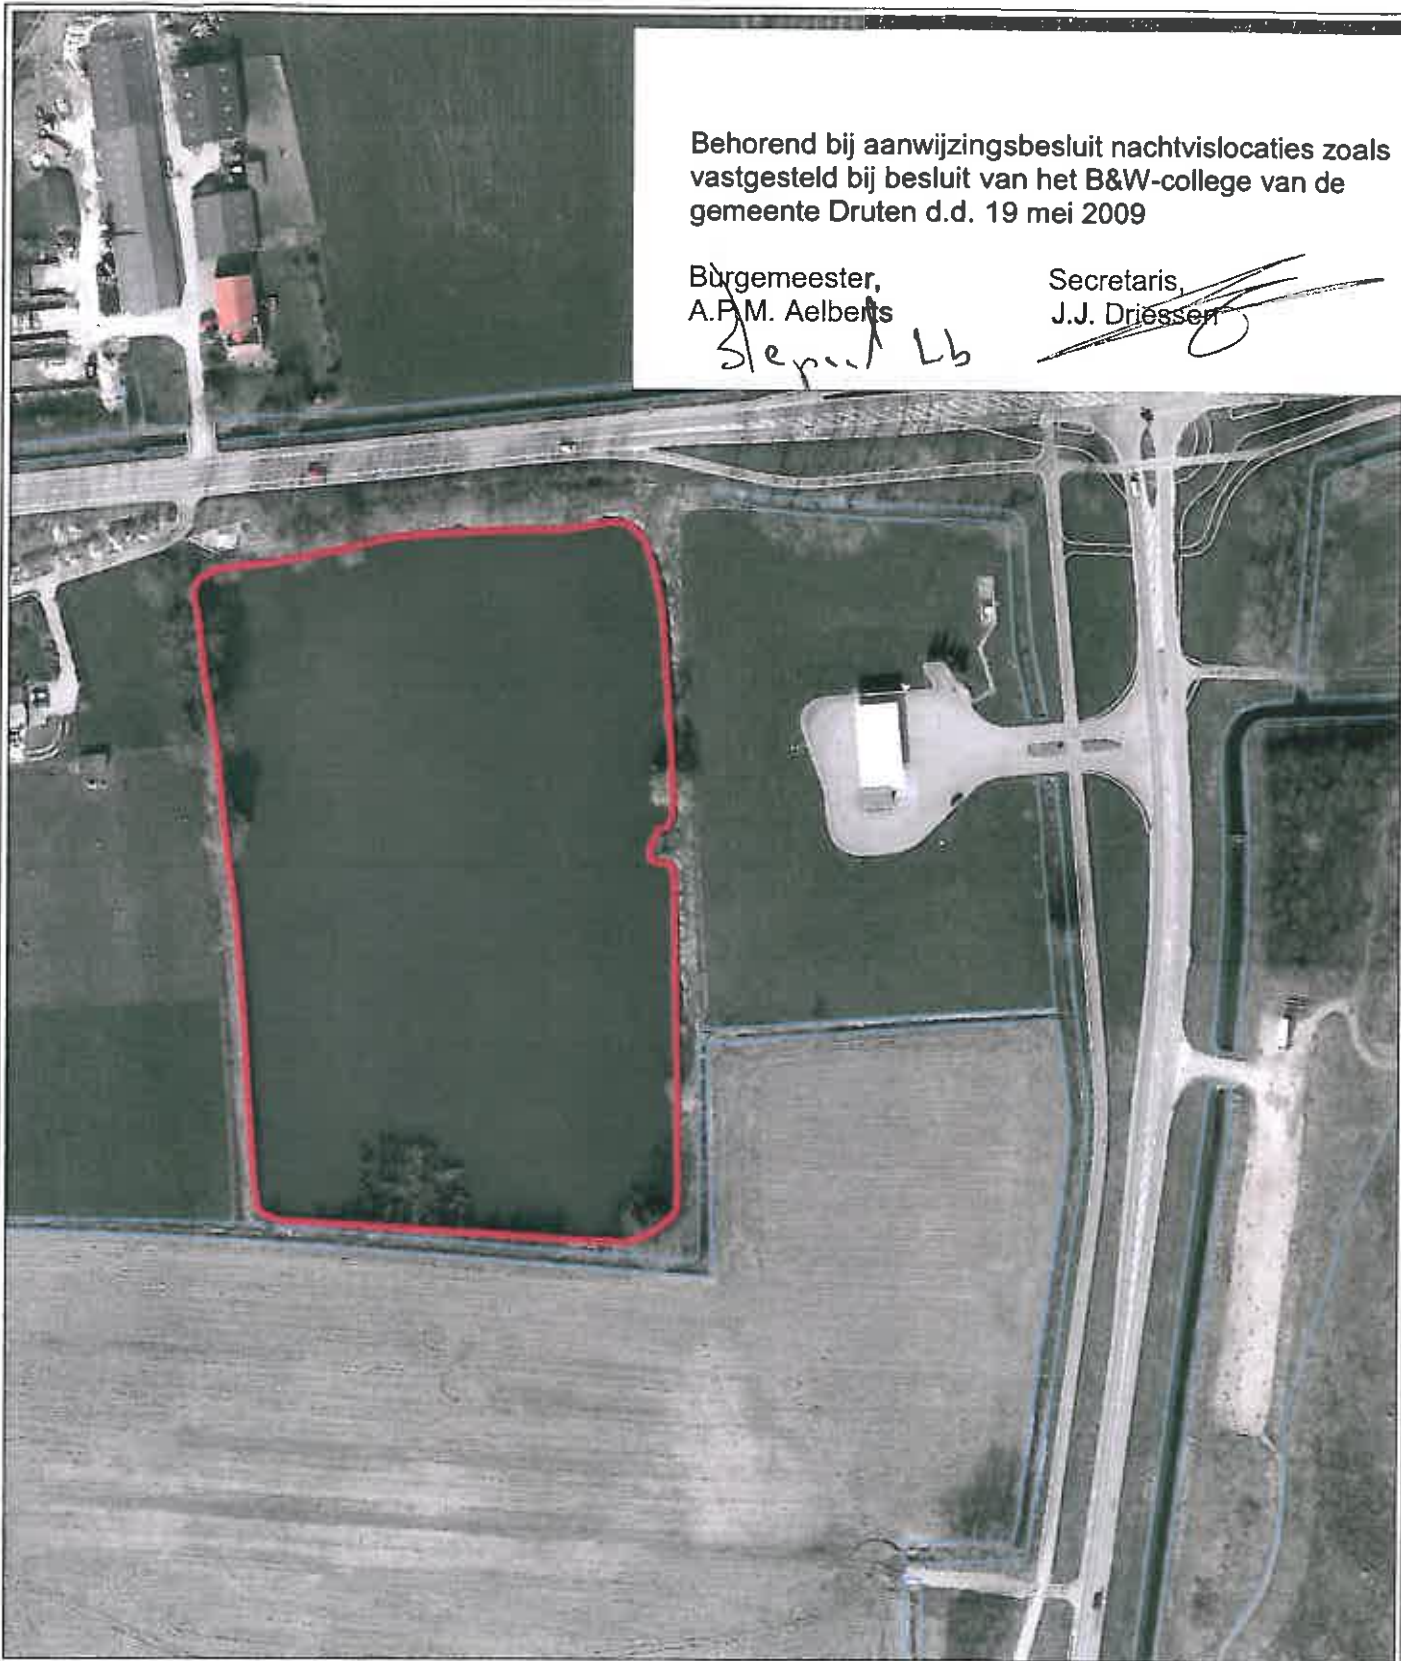 Behorend bij aanwijzingsbesluit nachtvislocaties zoals
vastgesteld bij besluit van het B&W-college van de
gemeente Druten d.d. 19 mei 2009
Burgemeester,
A.P.M. Aelberts
Secretaris,
J.J. Driessen